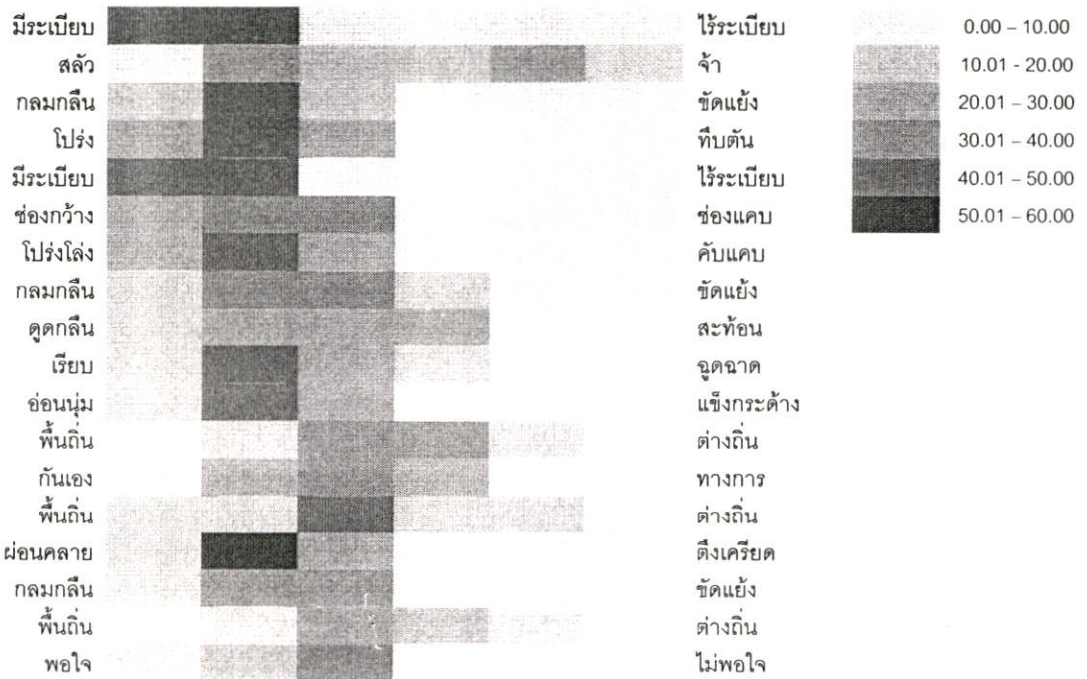 มีระเบียบ ไร้ระเบียบ 0.00 – 10.00
สลัว จ้า 10.01 - 20.00
กลมกลืน ขัดแย้ง 20.01 – 30.00
โปร่ง ทึบตัน 30.01 – 40.00
มีระเบียบ ไร้ระเบียบ 40.01 – 50.00
ช่องกว้าง ช่องแคบ 50.01 – 60.00
โปร่งโล่ง คับแคบ
กลมกลืน ขัดแย้ง
ดูดกลืน สะท้อน
เรียบ ฉูดฉาด
อ่อนนุ่ม แข็งกระด้าง
พื้นถิ่น ต่างถิ่น
กันเอง ทางการ
พื้นถิ่น ต่างถิ่น
ผ่อนคลาย ตึงเครียด
กลมกลืน ขัดแย้ง
พื้นถิ่น ต่างถิ่น
พอใจ ไม่พอใจ